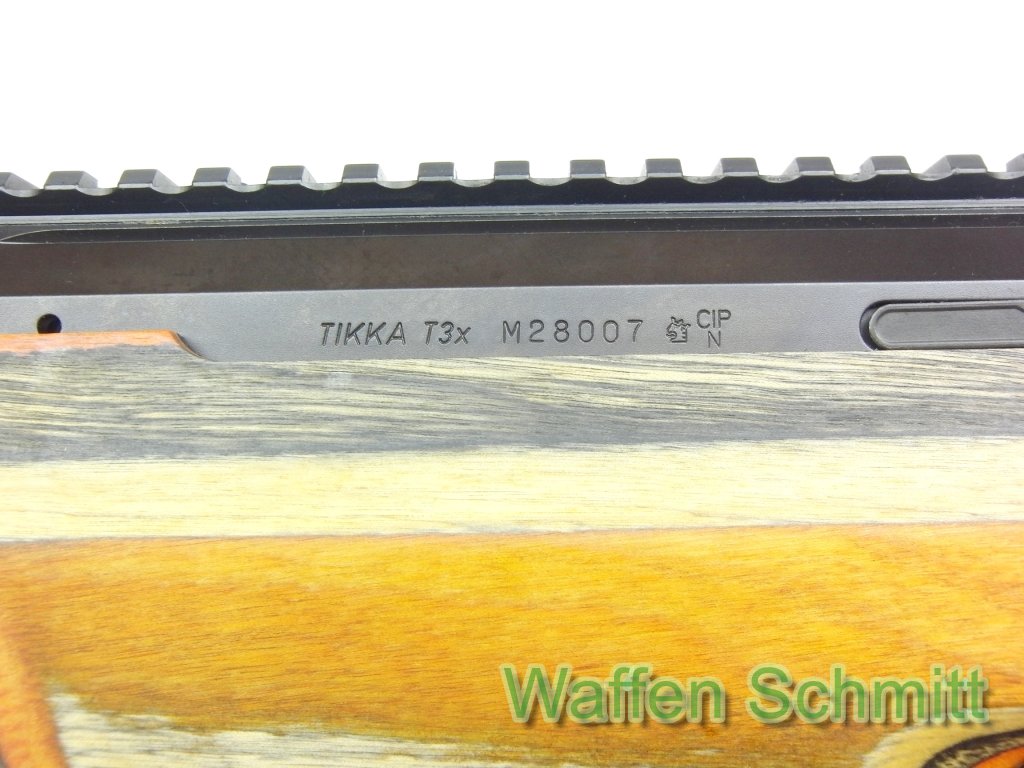 TIKKA T3x M28007 CIP
N
Waffen Schmitt